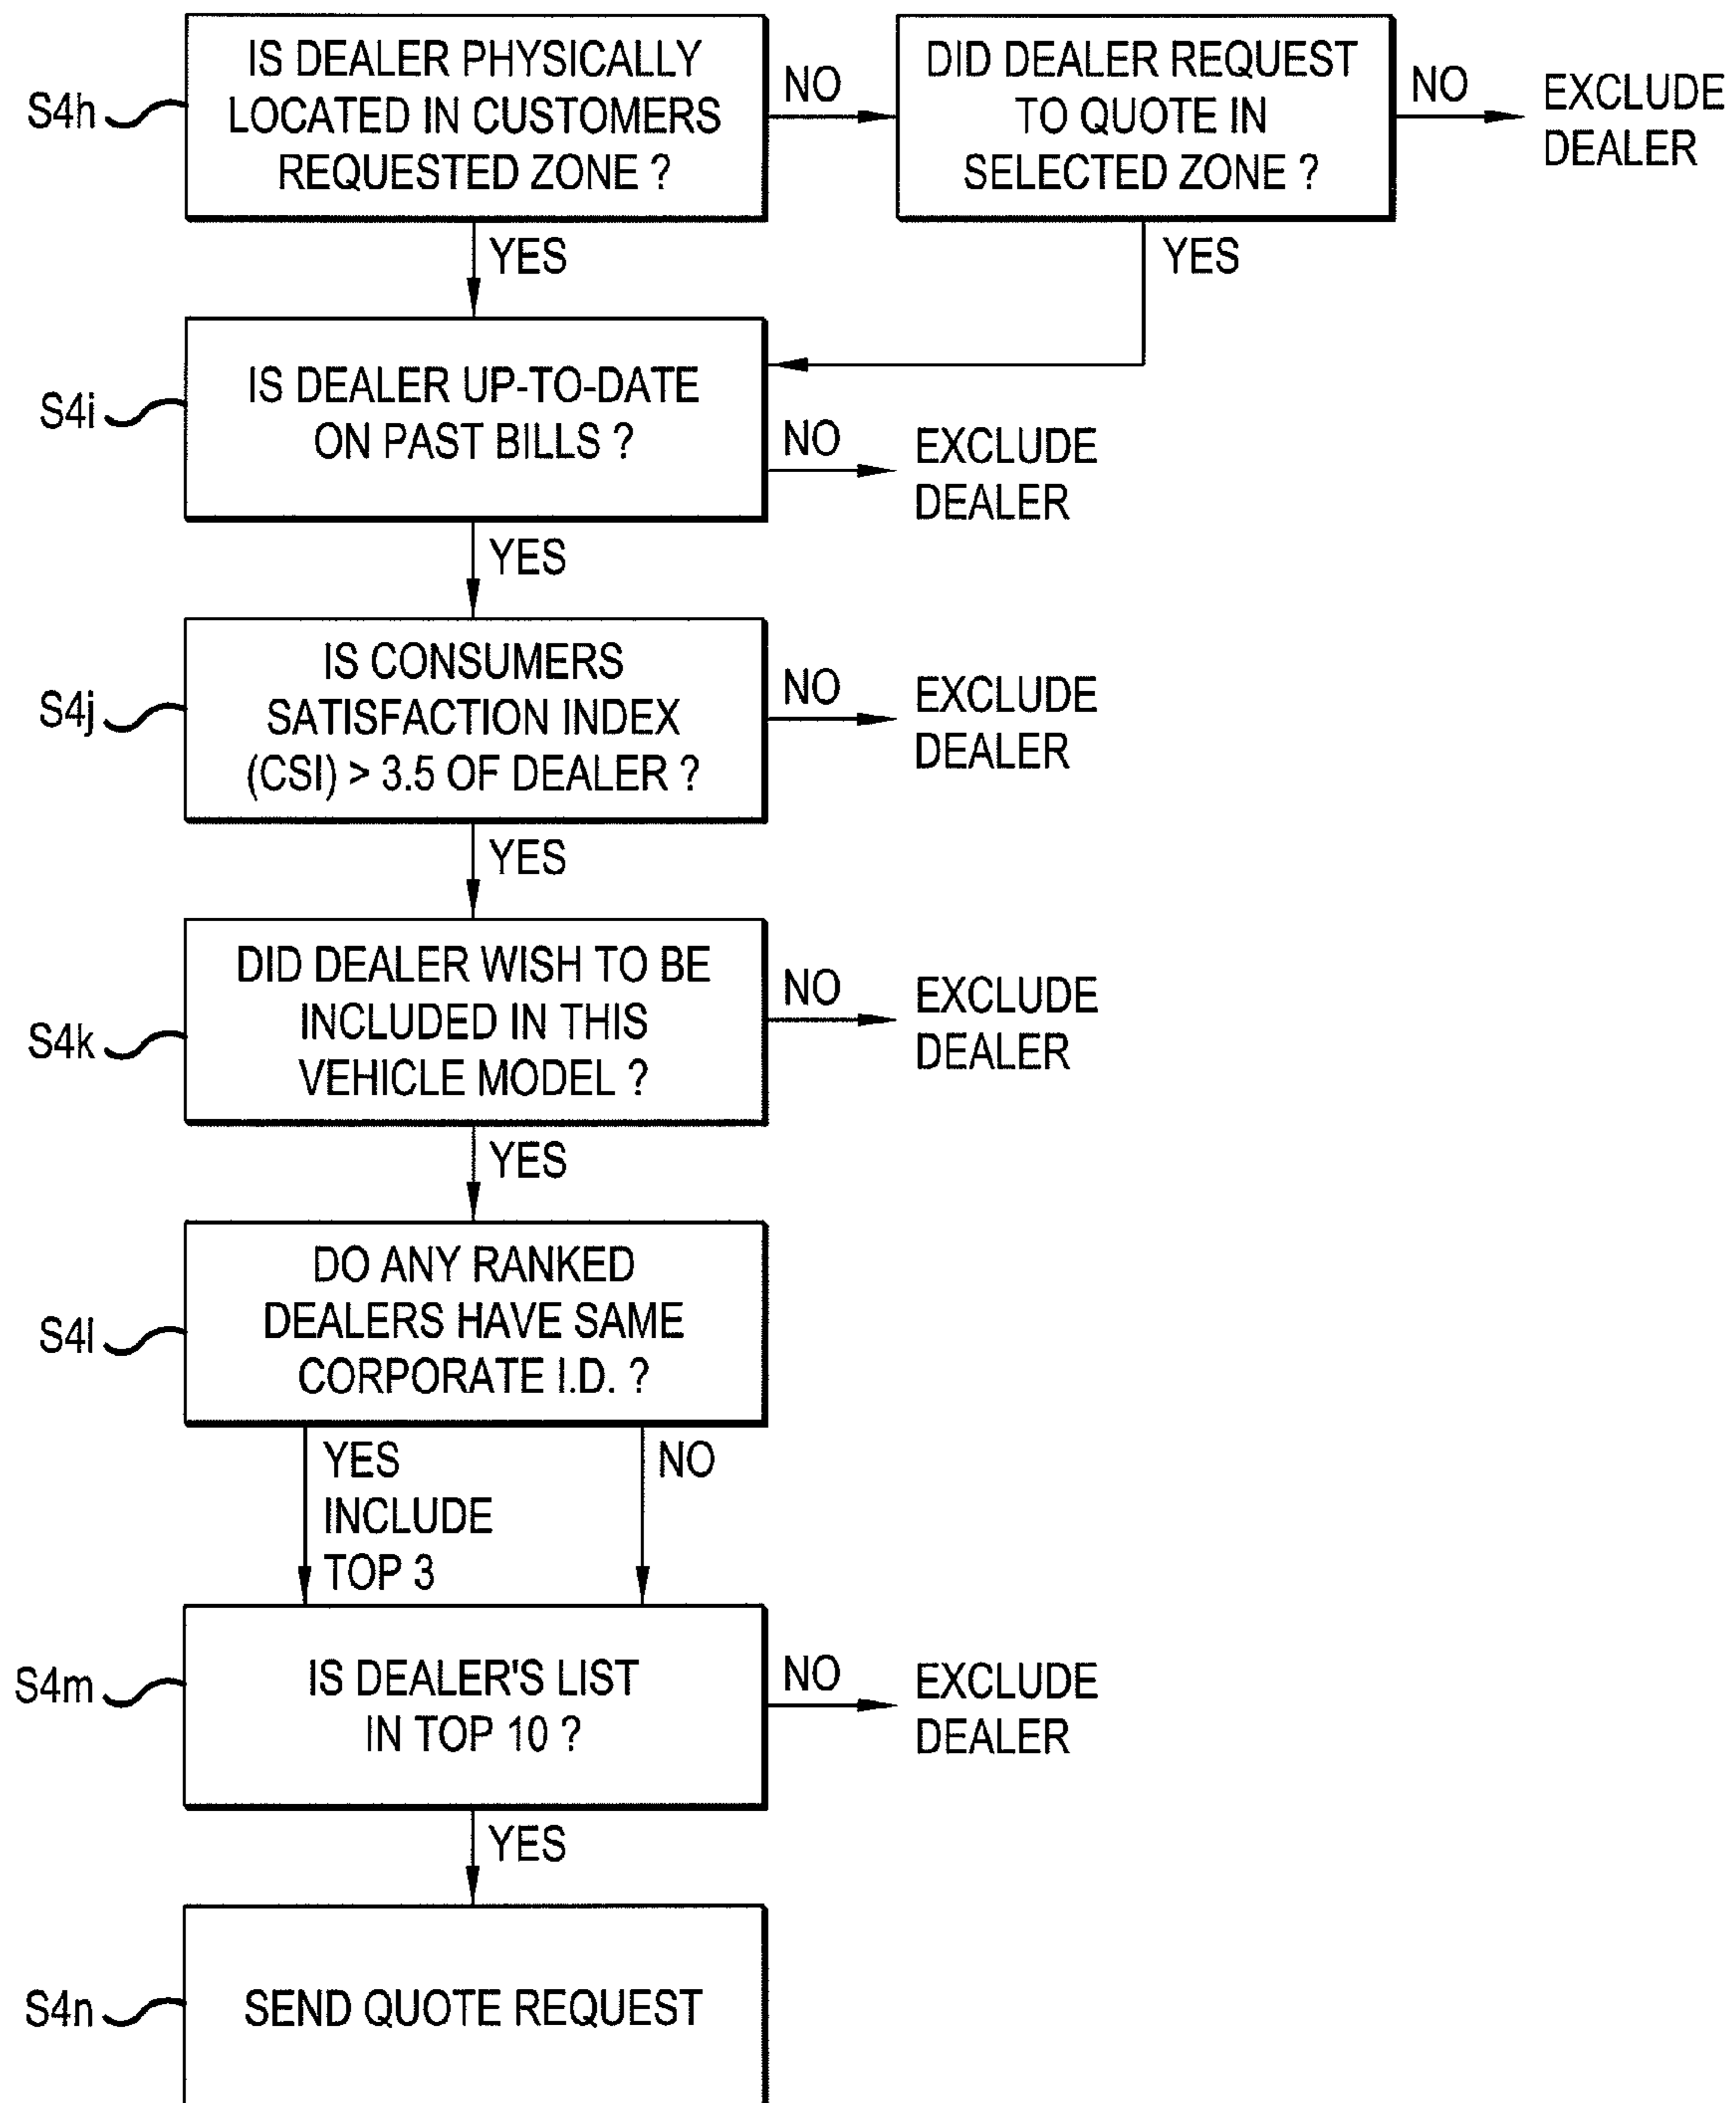 S4h
IS DEALER PHYSICALLY
LOCATED IN CUSTOMERS
REQUESTED ZONE ?
NO
DID DEALER REQUEST
TO QUOTE IN
SELECTED ZONE ?
NO
EXCLUDE
DEALER
YES
YES
S4i
IS DEALER UP-TO-DATE
ON PAST BILLS ?
NO
EXCLUDE
DEALER
YES
S4j
IS CONSUMERS
SATISFACTION INDEX
(CSI) > 3.5 OF DEALER ?
NO
EXCLUDE
DEALER
YES
S4k
DID DEALER WISH TO BE
INCLUDED IN THIS
VEHICLE MODEL ?
NO
EXCLUDE
DEALER
YES
S4l
DO ANY RANKED
DEALERS HAVE SAME
CORPORATE I.D. ?
YES
INCLUDE
TOP 3
NO
S4m
IS DEALER'S LIST
IN TOP 10 ?
NO
EXCLUDE
DEALER
YES
S4n
SEND QUOTE REQUEST